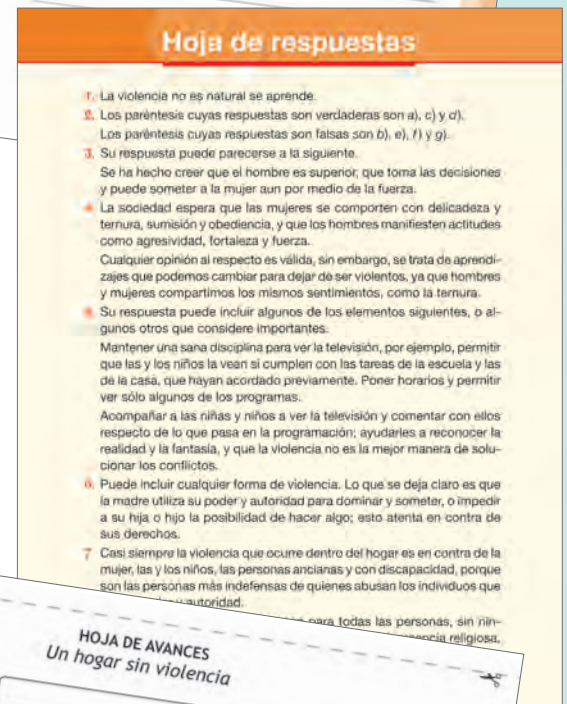 Hoja de respuestas
1. La violencia no es natural se aprende.
2. Los paréntesis cuyas respuestas son verdaderas son a), c) y d).
Los paréntesis cuyas respuestas son falsas son b), e), f) y g).
3. Su respuesta puede parecerse a la siguiente.
Se ha hecho creer que el hombre es superior, que toma las decisiones
y puede someter a la mujer aun por medio de la fuerza.
La sociedad espera que las mujeres se comporten con delicadeza y
ternura, sumisión y obediencia, y que los hombres manifiesten actitudes
como agresividad, fortaleza y fuerza.
Cualquier opinión al respecto es válida, sin embargo, se trata de aprendi-
zajes que podemos cambiar para dejar de ser violentos, ya que hombres
y mujeres compartimos los mismos sentimientos, como la ternura.
Su respuesta puede incluir algunos de los elementos siguientes, o al-
gunos otros que considere importantes.
Mantener una sana disciplina para ver la televisión, por ejemplo, permitir
que las y los niños la vean si cumplen con las tareas de la escuela y las
de la casa, que hayan acordado previamente. Poner horarios y permitir
ver sólo algunos de los programas.
Acompañar a las niñas y niños a ver la televisión y comentar con ellos
respecto de lo que pasa en la programación; ayudarles a reconocer la
realidad y la fantasía, y que la violencia no es la mejor manera de solu-
cionar los conflictos.
6. Puede incluir cualquier forma de violencia. Lo que se deja claro es que
la madre utiliza su poder y autoridad para dominar y someter, o impedir
a su hija o hijo la posibilidad de hacer algo; esto atenta en contra de
sus derechos.
7 Casi siempre la violencia que ocurre dentro del hogar es en contra de la
mujer, las y los niños, las personas ancianas y con discapacidad, porque
son las personas más indefensas de quienes abusan los individuos que
autoridad.
para todas las personas, sin nin-
religiosa,
HOJA DE AVANCES
Un hogar sin violencia